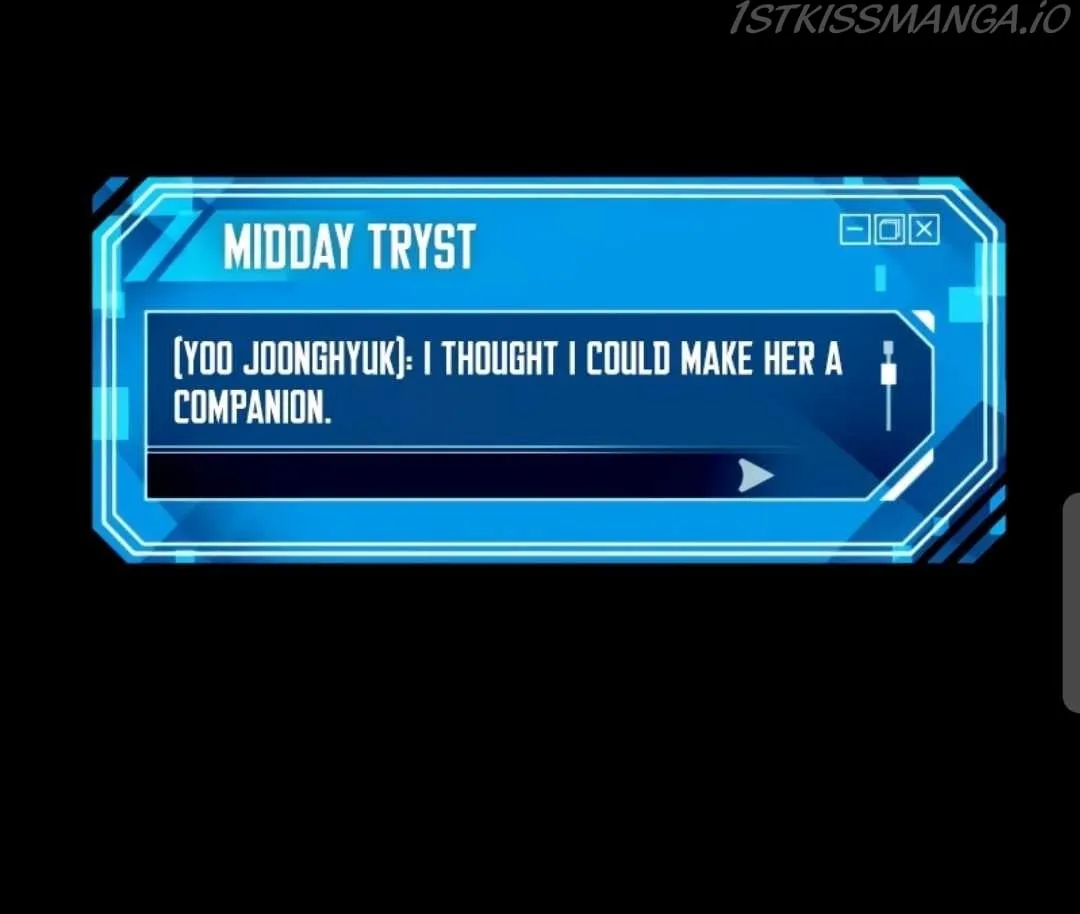 1STKISSMANGA.IO
MIDDAY TRYST
(YOO JOONGHYUK): I THOUGHT I COULD MAKE HER A
COMPANION.